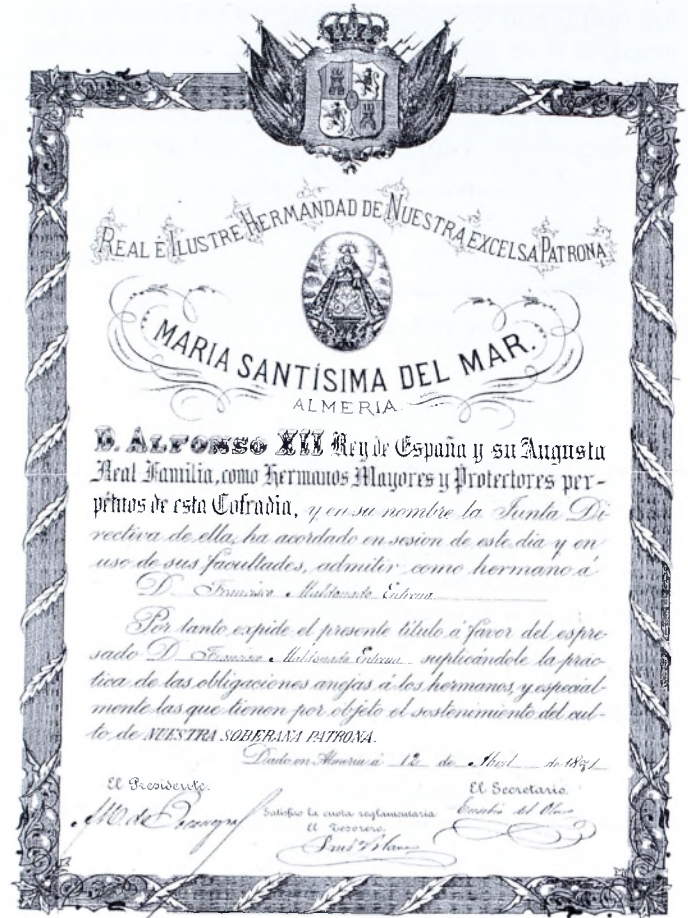 REAL É ILUSTRE HERMANDAD DE NUESTRA EXCELSA PATRONA
MARIA SANTÍSIMA DEL MAR.
ALMERIA
D. ALFONSO XII Rey de España y su Augusta
Real Familia, como Hermanos Mayores y Protectores per-
pétuos de esta Cofradia, y en su nombre la Junta Di-
rectiva de ella, ha acordado en sesion de este dia y en
uso de sus facultades, admitir como hermano á
D. Francisco Maldonado Entrena
Por tanto expide el presente título á favor del espre-
sado D. Francisco Maldonado Entrena suplicándole la prác-
tica de las obligaciones anejas á los hermanos, y especial-
mente las que tienen por objeto el sostenimiento del cul-
to de NUESTRA SOBERANA PATRONA.
Dado en Almeria á 12 de Abril de
El Presidente.
El Secretario.
Satisfizo la cuota reglamentaria
El Tesorero.